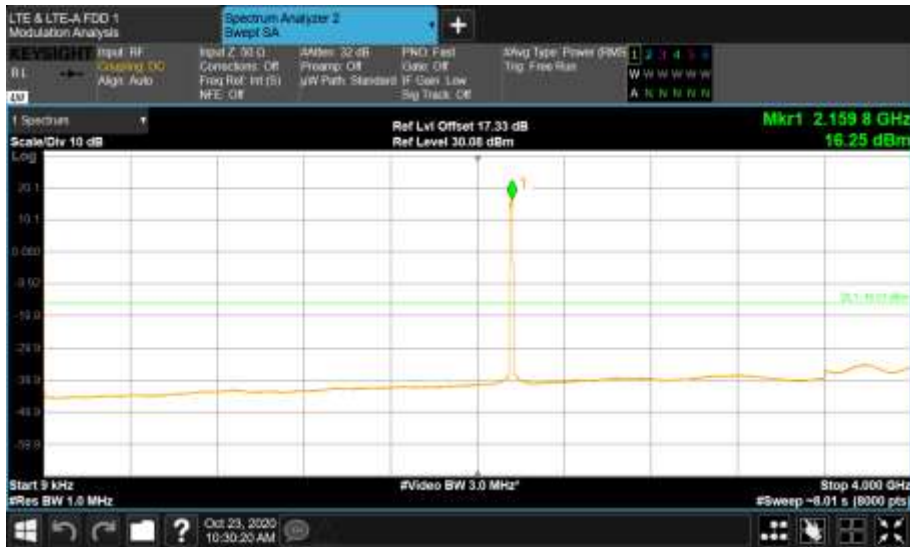 LTE & LTE-A FDD 1
Modulation Analysis
Spectrum Analyzer 2
Swept SA
+
KEYSIGHT
Input: RF
Coupling: DC
Align: Auto
Input Z: 50 Ω
Corrections: Off
Freq Ref: Int (S)
NFE: Off
#Atten: 32 dB
Preamp: Off
µW Path: Standard
PNO: Fast
Gate: Off
IF Gain: Low
Sig Track: Off
#Avg Type: Power (RMS
Trig: Free Run
1 2 3 4 5 6
W W W W W W
A N N N N N
1 Spectrum
Scale/Div 10 dB
Ref Lvl Offset 17.33 dB
Ref Level 30.08 dBm
Mkr1 2.159 8 GHz
16.25 dBm
Log
20.1
10.1
0.080
-9.92
-19.9
-29.9
-39.9
-49.9
-59.9
1
Start 9 kHz
#Res BW 1.0 MHz
#Video BW 3.0 MHz*
Stop 4.000 GHz
#Sweep ~8.01 s (8000 pts)
?
Oct 23, 2020
10:30:20 AM